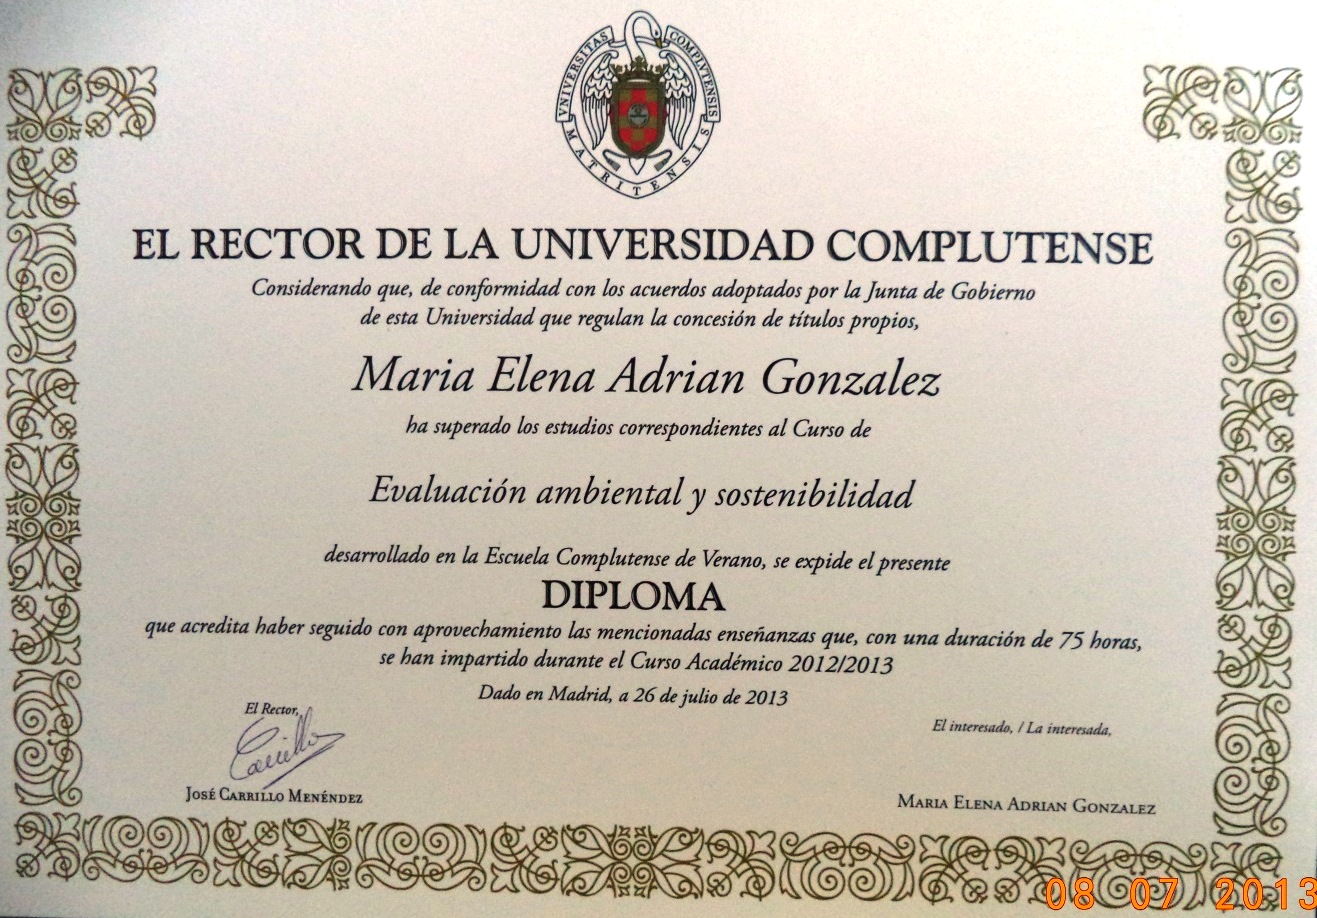 VNIVERSITAS COMPLVTENSIS
MATRITENSIS
EL RECTOR DE LA UNIVERSIDAD COMPLUTENSE
Considerando que, de conformidad con los acuerdos adoptados por la Junta de Gobierno
de esta Universidad que regulan la concesión de títulos propios,
Maria Elena Adrian Gonzalez
ha superado los estudios correspondientes al Curso de
Evaluación ambiental y sostenibilidad
desarrollado en la Escuela Complutense de Verano, se expide el presente
DIPLOMA
que acredita haber seguido con aprovechamiento las mencionadas enseñanzas que, con una duración de 75 horas,
se han impartido durante el Curso Académico 2012/2013
Dado en Madrid, a 26 de julio de 2013
El Rector,
Carrillo
JOSÉ CARRILLO MENÉNDEZ
El interesado, / La interesada,
MARIA ELENA ADRIAN GONZALEZ
08 07 2013